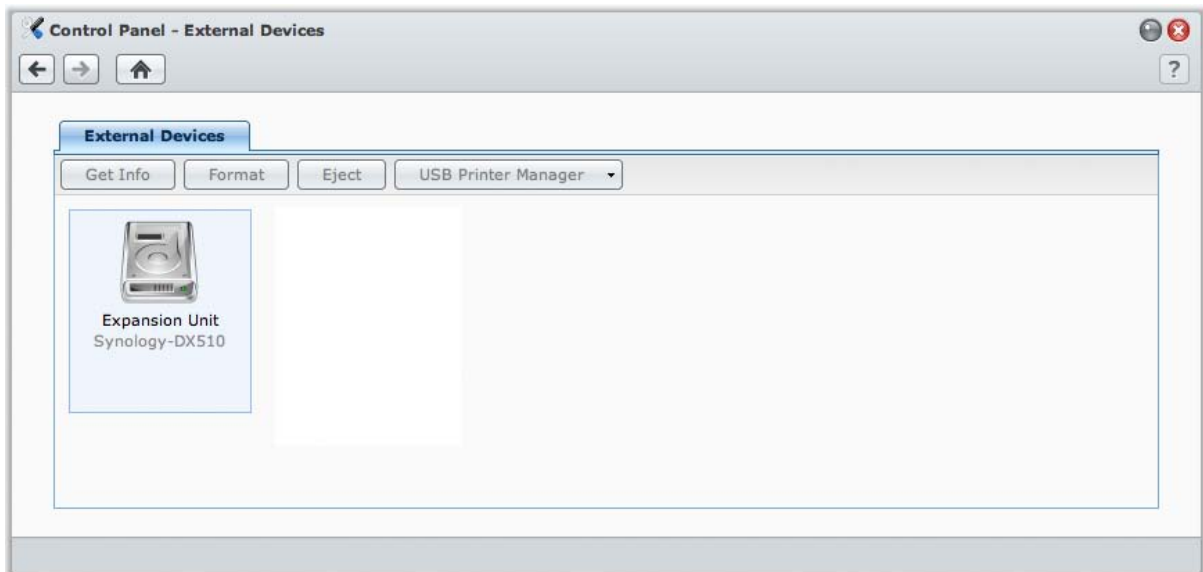 Control Panel - External Devices
?
External Devices
Get Info Format Eject USB Printer Manager
Expansion Unit
Synology-DX510